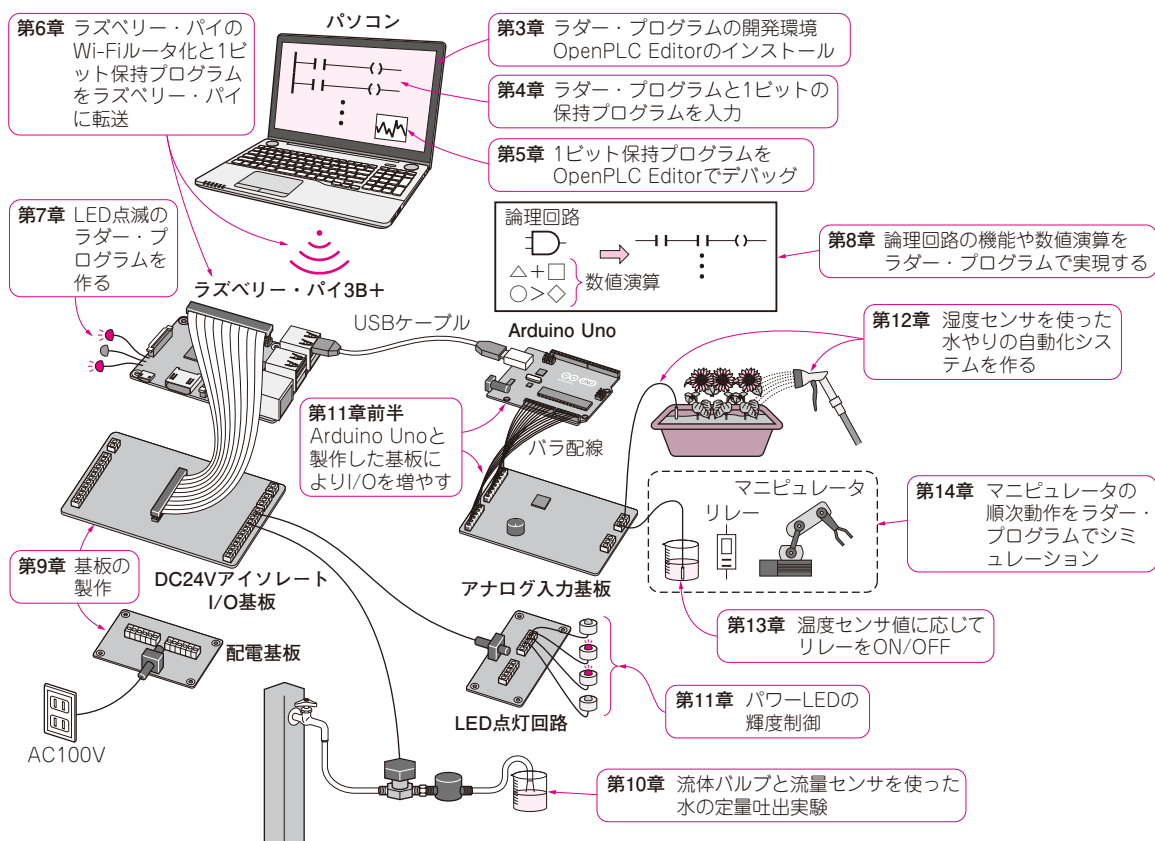 第6章 ラズベリー・パイの
Wi-Fiルータ化と1ビ
ット保持プログラム
をラズベリー・パイ
に転送
パソコン
第3章 ラダー・プログラムの開発環境
OpenPLC Editorのインストール
第4章 ラダー・プログラムと1ビットの
保持プログラムを入力
第5章 1ビット保持プログラムを
OpenPLC Editorでデバッグ
第7章 LED点滅の
ラダー・プ
ログラムを
作る
論理回路
△+□
○>◇
数値演算
第8章 論理回路の機能や数値演算を
ラダー・プログラムで実現する
ラズベリー・パイ3B+
USBケーブル
Arduino Uno
UNO
第12章 湿度センサを使った
水やりの自動化シス
テムを作る
第11章前半
Arduino Unoと
製作した基板に
よりI/Oを増やす
バラ配線
マニピュレータ
リレー
第14章 マニピュレータの
順次動作をラダー・
プログラムでシミ
ュレーション
第9章 基板の
製作
DC24Vアイソレート
I/O基板
アナログ入力基板
第13章 温度センサ値に応じて
リレーをON/OFF
配電基板
LED点灯回路
第11章 パワーLEDの
輝度制御
AC100V
第10章 流体バルブと流量センサを使った
水の定量吐出実験